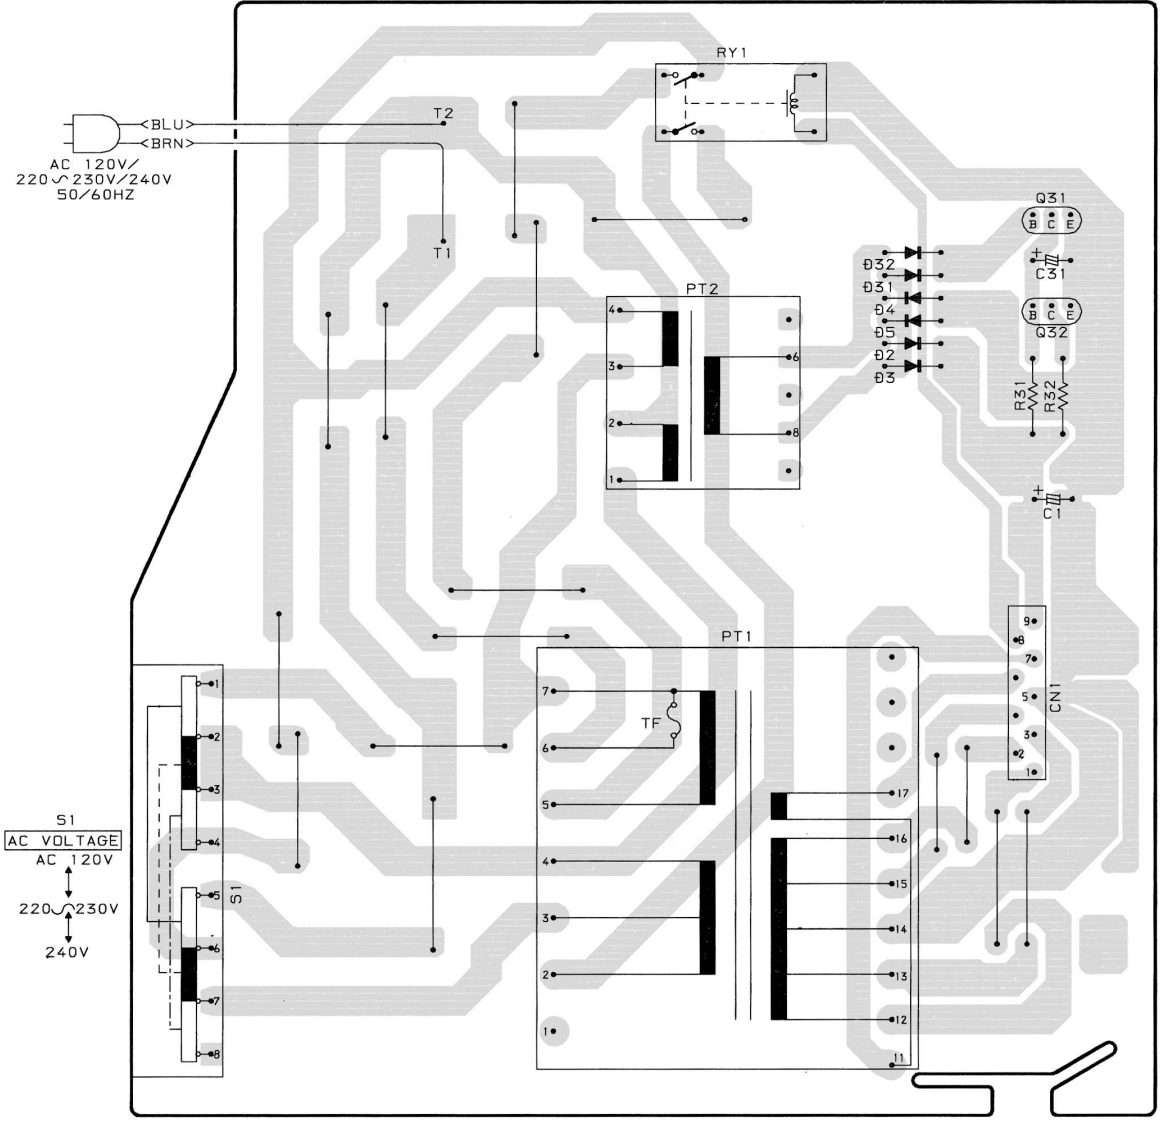 RY1
T2
BLU
BRN
AC 120V/
220 ∿ 230V/240V
50/60HZ
T1
Q31
B C E
+
C31
D32
D31
D4
D5
D2
D3
B C E
Q32
R31
R32
PT2
4
3
2
1
6
8
+
C1
PT1
7
TF
6
5
4
3
2
1
17
16
15
14
13
12
11
9
8
7
5
3
2
1
CN1
1
2
3
4
5
6
7
8
S1
S1
AC VOLTAGE
AC 120V
220 ∿ 230V
240V